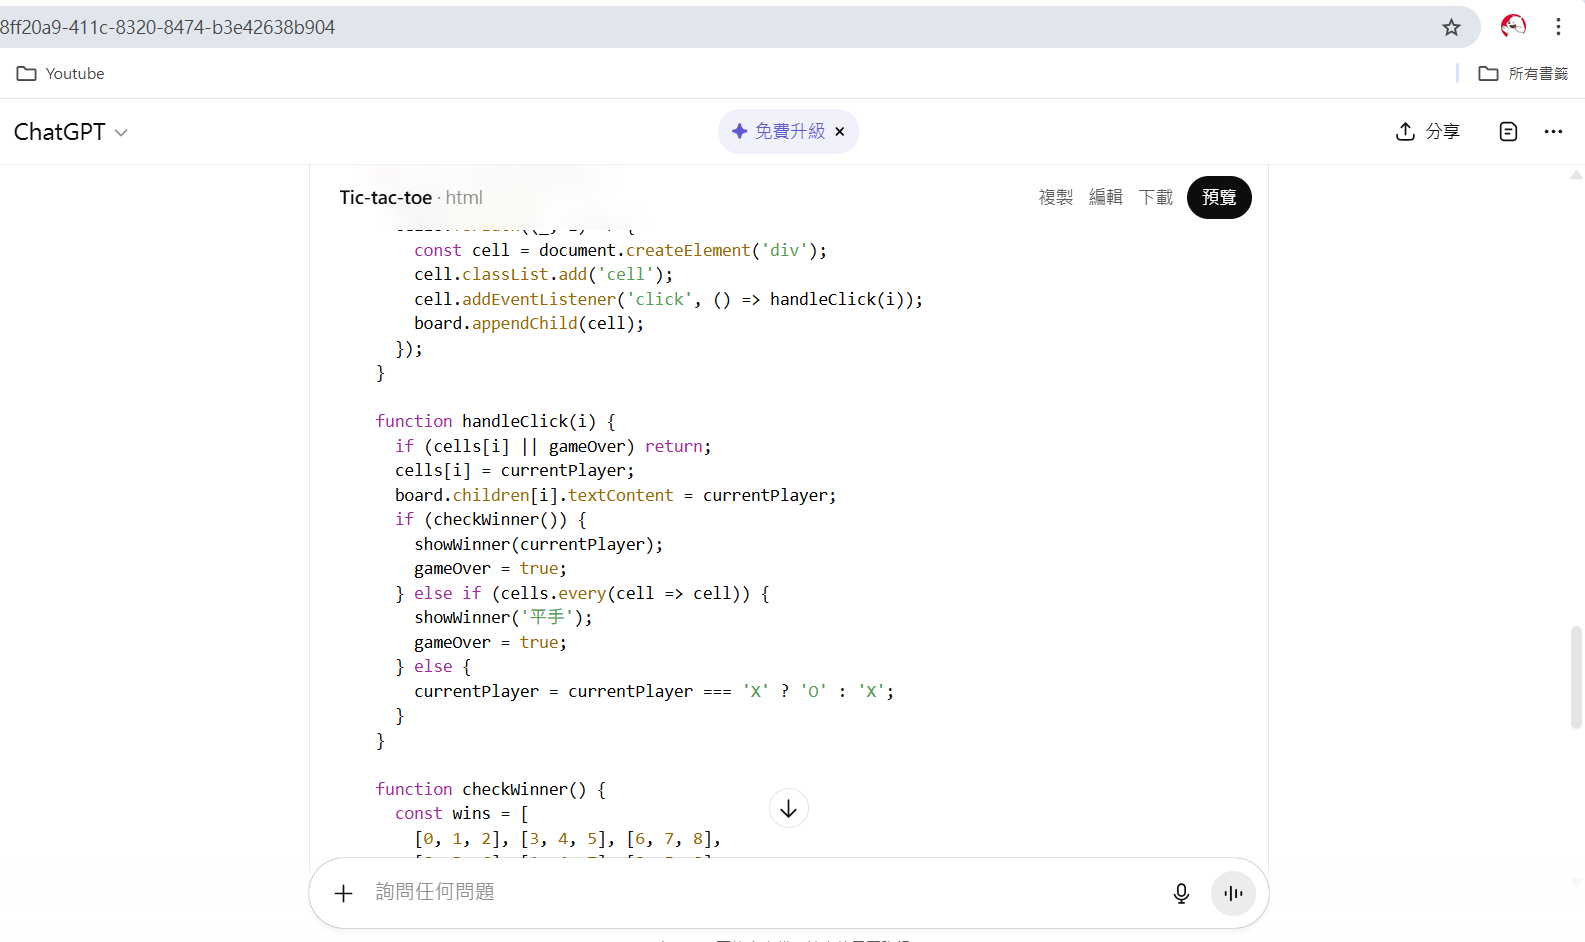 8ff20a9-411c-8320-8474-b3e42638b904
Youtube
所有書籤
ChatGPT
免費升級 ×
分享
Tic-tac-toe · html
複製 編輯 下載 預覽
const cell = document.createElement('div');
cell.classList.add('cell');
cell.addEventListener('click', () => handleClick(i));
board.appendChild(cell);
});
}
function handleClick(i) {
if (cells[i] || gameOver) return;
cells[i] = currentPlayer;
board.children[i].textContent = currentPlayer;
if (checkWinner()) {
showWinner(currentPlayer);
gameOver = true;
} else if (cells.every(cell => cell)) {
showWinner('平手');
gameOver = true;
} else {
currentPlayer = currentPlayer === 'X' ? 'O' : 'X';
}
}
function checkWinner() {
const wins = [
[0, 1, 2], [3, 4, 5], [6, 7, 8],
詢問任何問題